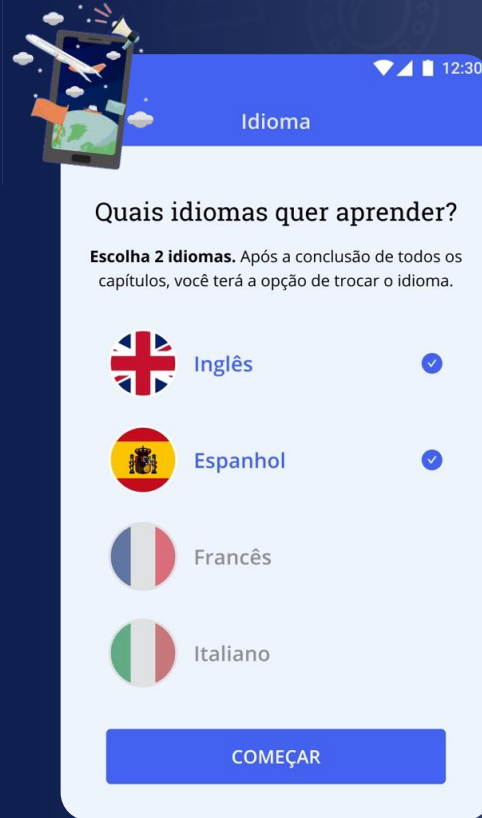 12:30
Idioma
Quais idiomas quer aprender?
Escolha 2 idiomas. Após a conclusão de todos os
capítulos, você terá a opção de trocar o idioma.
Inglês
Espanhol
Francês
Italiano
COMEÇAR